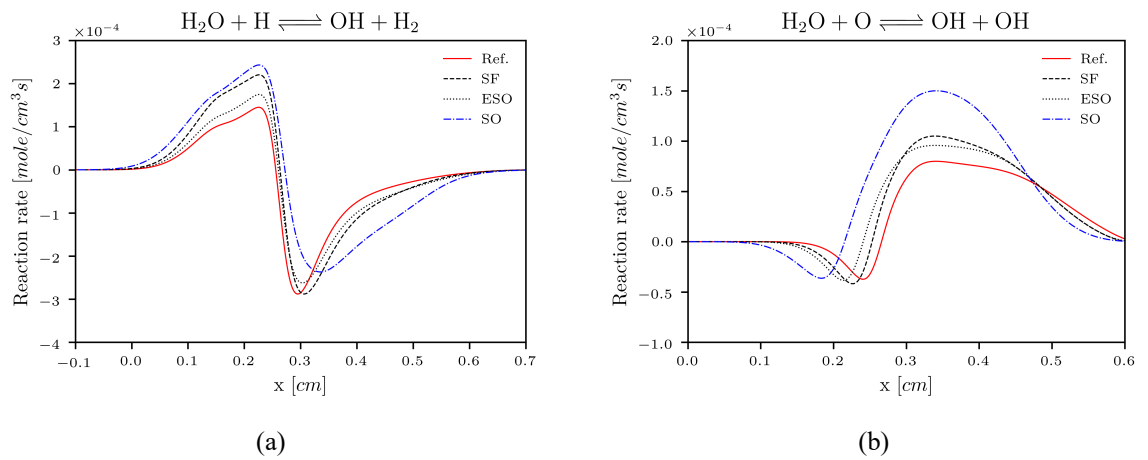 H₂O + H ⇌ OH + H₂
×10⁻⁴
3
2
1
0
−1
−2
−3
−4
Reaction rate [mole/cm³s]
Ref.
SF
ESO
SO
−0.1 0.0 0.1 0.2 0.3 0.4 0.5 0.6 0.7
x [cm]
(a)
H₂O + O ⇌ OH + OH
×10⁻⁴
2.0
1.5
1.0
0.5
0.0
−0.5
−1.0
Reaction rate [mole/cm³s]
Ref.
SF
ESO
SO
0.0 0.1 0.2 0.3 0.4 0.5 0.6
x [cm]
(b)